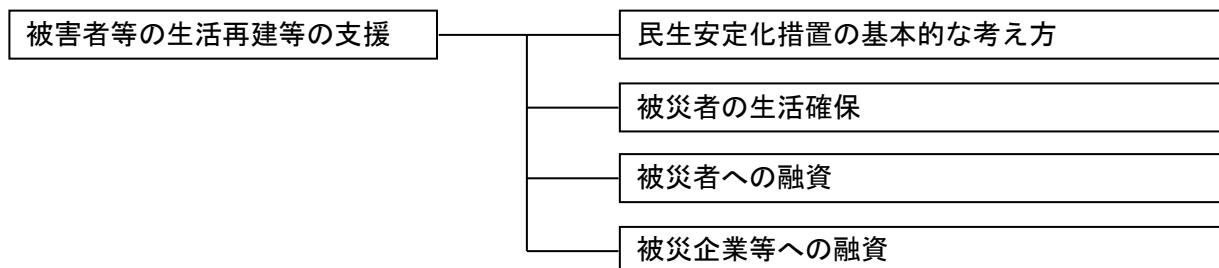 被害者等の生活再建等の支援
民生安定化措置の基本的な考え方
被災者の生活確保
被災者への融資
被災企業等への融資